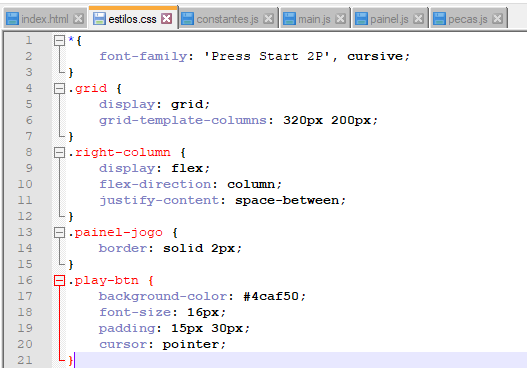 index.html estilos.css constantes.js main.js painel.js pecas.js
1 *{
2 font-family: 'Press Start 2P', cursive;
3 }
4 .grid {
5 display: grid;
6 grid-template-columns: 320px 200px;
7 }
8 .right-column {
9 display: flex;
10 flex-direction: column;
11 justify-content: space-between;
12 }
13 .painel-jogo {
14 border: solid 2px;
15 }
16 .play-btn {
17 background-color: #4caf50;
18 font-size: 16px;
19 padding: 15px 30px;
20 cursor: pointer;
21 }